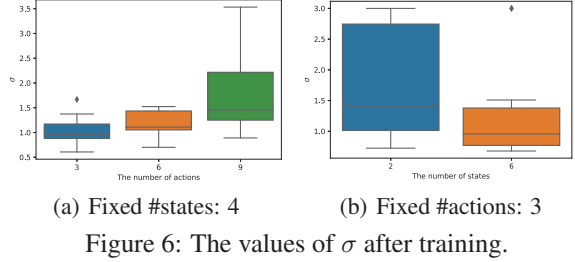 3.5
3.0
2.5
2.0
1.5
1.0
0.5
σ
3 6 9
The number of actions
3.0
2.5
2.0
1.5
1.0
σ
2 6
The number of states
(a) Fixed #states: 4
(b) Fixed #actions: 3
Figure 6: The values of σ after training.